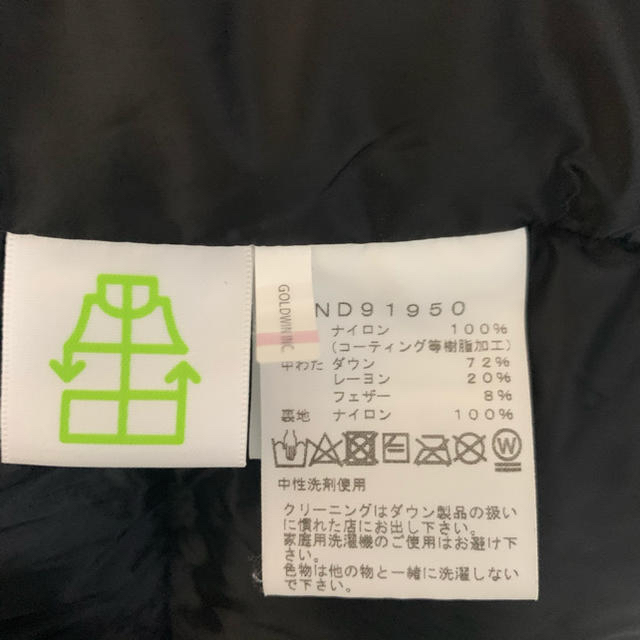 GOLDWIN INC.
ND91950
ナイロン 100%
(コーティング等樹脂加工)
中わた ダウン 72%
レーヨン 20%
フェザー 8%
裏地 ナイロン 100%
W
中性洗剤使用
クリーニングはダウン製品の扱い
に慣れた店にお出し下さい。
家庭用洗濯機のご使用はお避け下
さい。
色物は他の物と一緒に洗濯しない
で下さい。